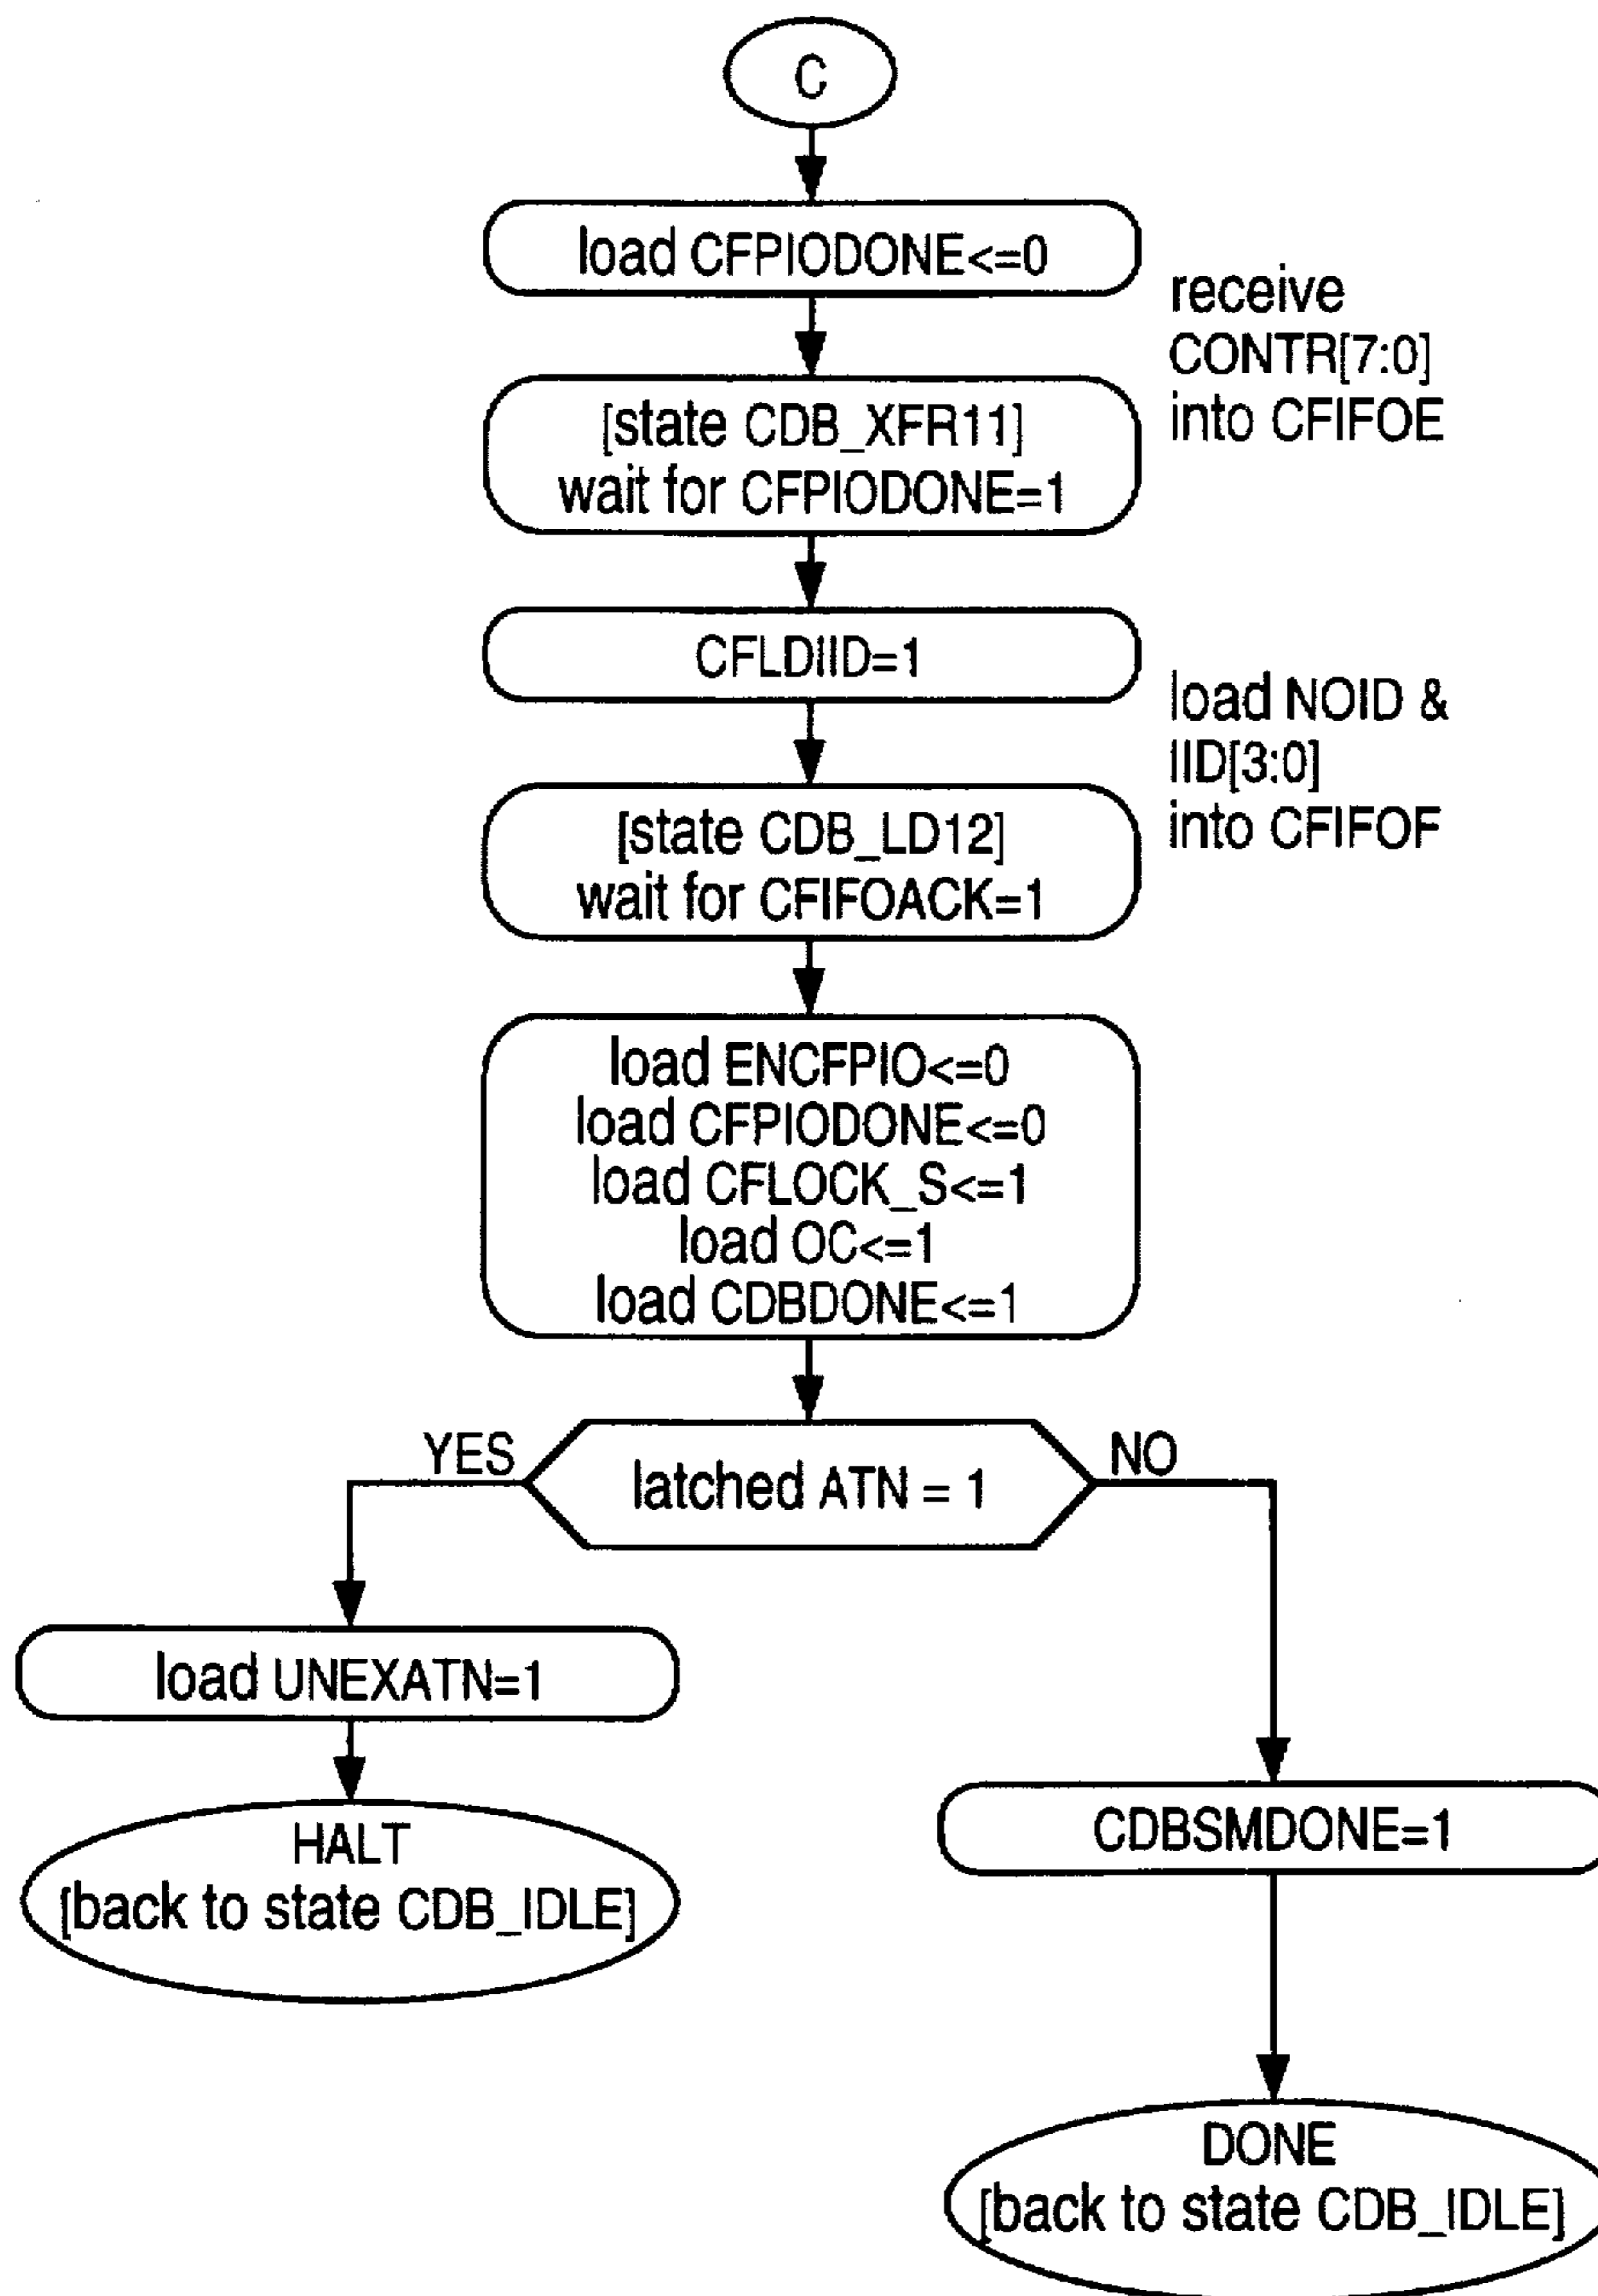 C
load CFPIODONE<=0
receive
CONTR[7:0]
into CFIFOE
[state CDB_XFR11]
wait for CFPIODONE=1
CFLDIID=1
load NOID &
IID[3:0]
into CFIFOF
[state CDB_LD12]
wait for CFIFOACK=1
load ENCFPIO<=0
load CFPIODONE<=0
load CFLOCK_S<=1
load OC<=1
load CDBDONE<=1
YES
latched ATN = 1
NO
load UNEXATN=1
HALT
[back to state CDB_IDLE]
CDBSMDONE=1
DONE
[back to state CDB_IDLE]